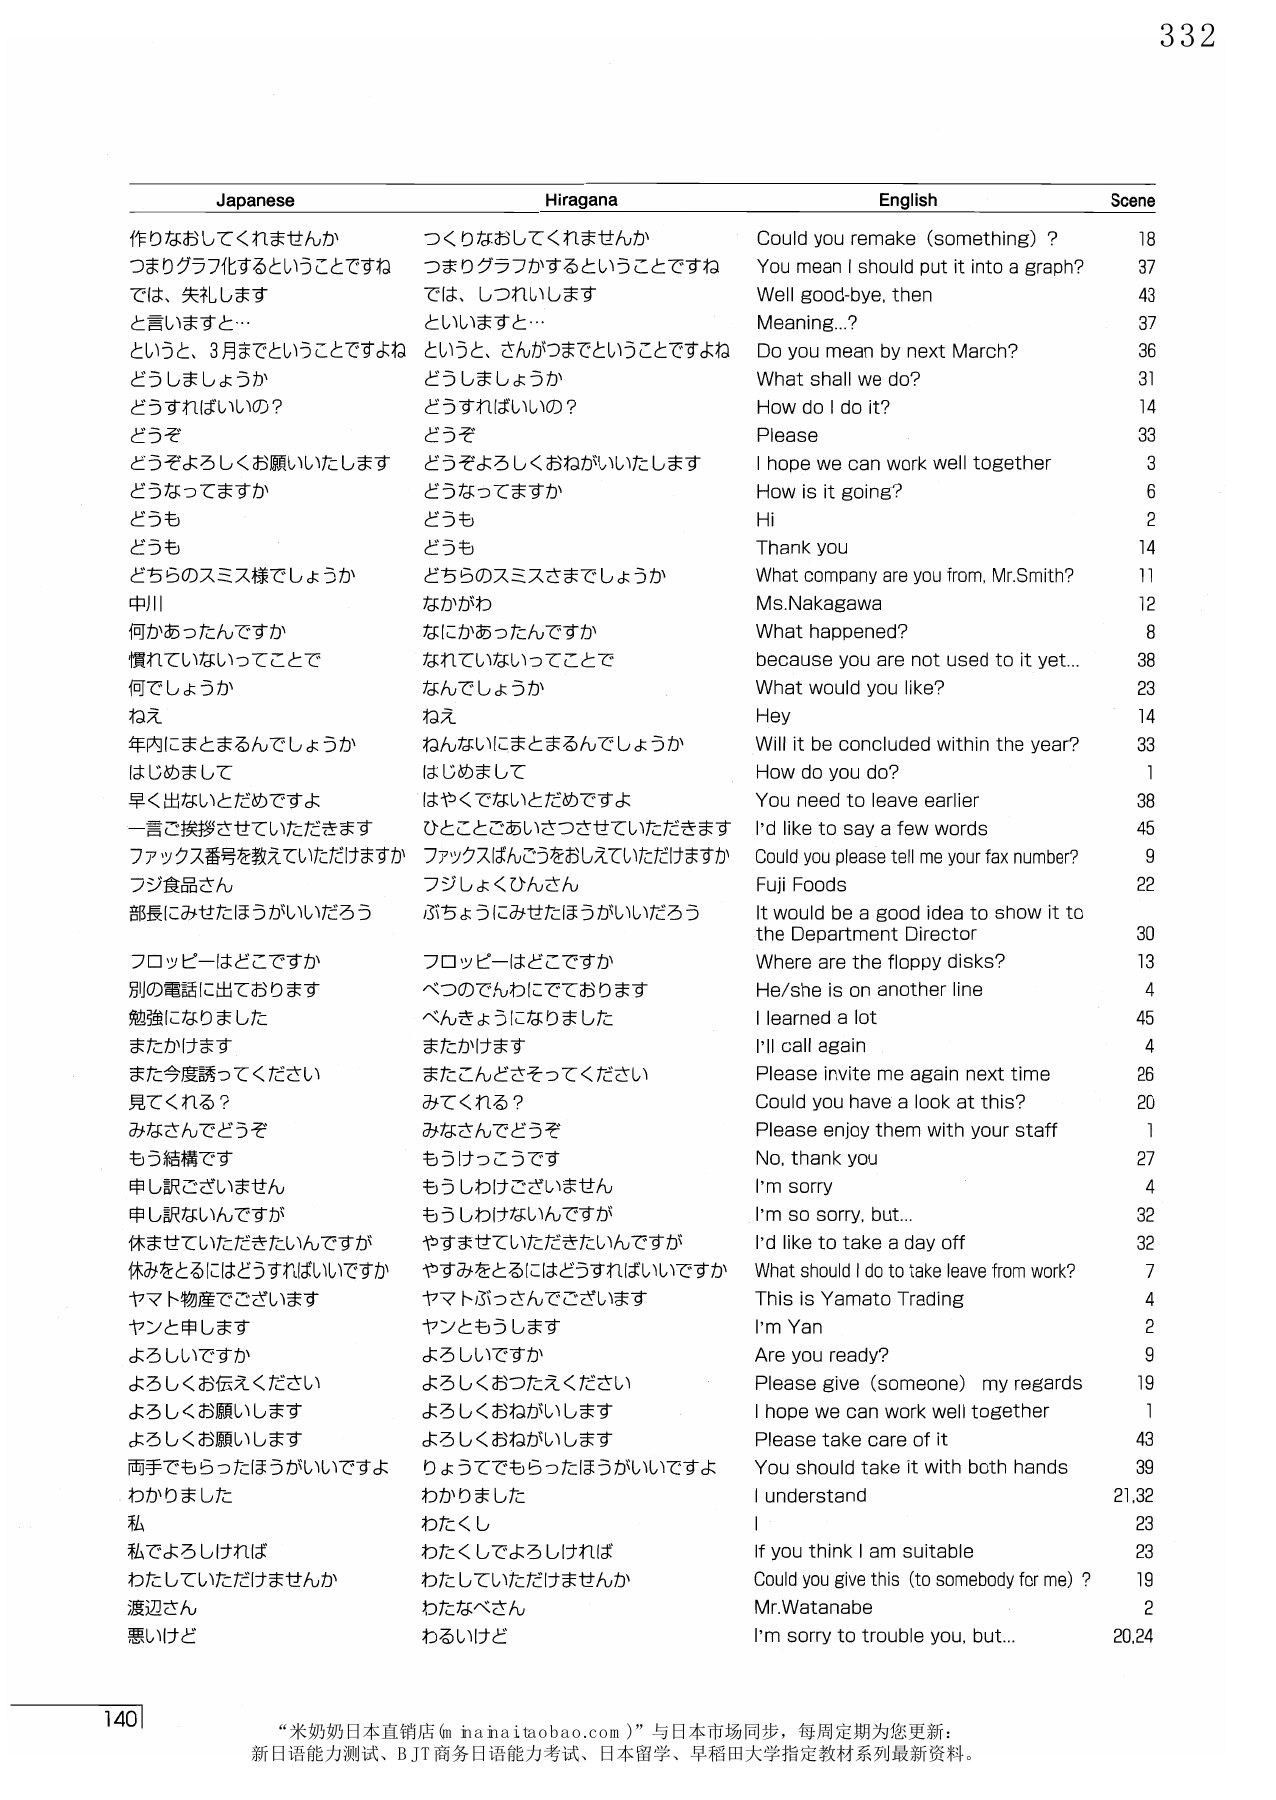 332
Japanese Hiragana English Scene
作りなおしてくれませんか つくりなおしてくれませんか Could you remake (something) ? 18
つまりグラフ化するということですね つまりグラフかするということですね You mean I should put it into a graph? 37
では、失礼します では、しつれいします Well good-bye, then 43
と言いますと… といいますと… Meaning...? 37
というと、3月までということですよね というと、さんがつまでということですよね Do you mean by next March? 36
どうしましょうか どうしましょうか What shall we do? 31
どうすればいいの？ どうすればいいの？ How do I do it? 14
どうぞ どうぞ Please 33
どうぞよろしくお願いいたします どうぞよろしくおねがいいたします I hope we can work well together 3
どうなってますか どうなってますか How is it going? 6
どうも どうも Hi 2
どうも どうも Thank you 14
どちらのスミス様でしょうか どちらのスミスさまでしょうか What company are you from, Mr.Smith? 11
中川 なかがわ Ms.Nakagawa 12
何かあったんですか なにかあったんですか What happened? 8
慣れていないってことで なれていないってことで because you are not used to it yet... 38
何でしょうか なんでしょうか What would you like? 23
ねえ ねえ Hey 14
年内にまとまるんでしょうか ねんないにまとまるんでしょうか Will it be concluded within the year? 33
はじめまして はじめまして How do you do? 1
早く出ないとだめですよ はやくでないとだめですよ You need to leave earlier 38
一言ご挨拶させていただきます ひとことごあいさつさせていただきます I'd like to say a few words 45
ファックス番号を教えていただけますか ファックスばんごうをおしえていただけますか Could you please tell me your fax number? 9
フジ食品さん フジしょくひんさん Fuji Foods 22
部長にみせたほうがいいだろう ぶちょうにみせたほうがいいだろう It would be a good idea to show it to
the Department Director 30
フロッピーはどこですか フロッピーはどこですか Where are the floppy disks? 13
別の電話に出ております べつのでんわにでております He/she is on another line 4
勉強になりました べんきょうになりました I learned a lot 45
またかけます またかけます I'll call again 4
また今度誘ってください またこんどさそってください Please invite me again next time 26
見てくれる？ みてくれる？ Could you have a look at this? 20
みなさんでどうぞ みなさんでどうぞ Please enjoy them with your staff 1
もう結構です もうけっこうです No, thank you 27
申し訳ございません もうしわけございません I'm sorry 4
申し訳ないんですが もうしわけないんですが I'm so sorry, but... 32
休ませていただきたいんですが やすませていただきたいんですが I'd like to take a day off 32
休みをとるにはどうすればいいですか やすみをとるにはどうすればいいですか What should I do to take leave from work? 7
ヤマト物産でございます ヤマトぶっさんでございます This is Yamato Trading 4
ヤンと申します ヤンともうします I'm Yan 2
よろしいですか よろしいですか Are you ready? 9
よろしくお伝えください よろしくおつたえください Please give (someone) my regards 19
よろしくお願いします よろしくおねがいします I hope we can work well together 1
よろしくお願いします よろしくおねがいします Please take care of it 43
両手でもらったほうがいいですよ りょうてでもらったほうがいいですよ You should take it with both hands 39
わかりました わかりました I understand 21,32
私 わたくし I 23
私でよろしければ わたくしでよろしければ If you think I am suitable 23
わたしていただけませんか わたしていただけませんか Could you give this (to somebody for me) ? 19
渡辺さん わたなべさん Mr.Watanabe 2
悪いけど わるいけど I'm sorry to trouble you, but... 20,24
140
“米奶奶日本直销店(minainaitaobao.com)”与日本市场同步，每周定期为您更新：
新日语能力测试、BJT商务日语能力考试、日本留学、早稻田大学指定教材系列最新资料。